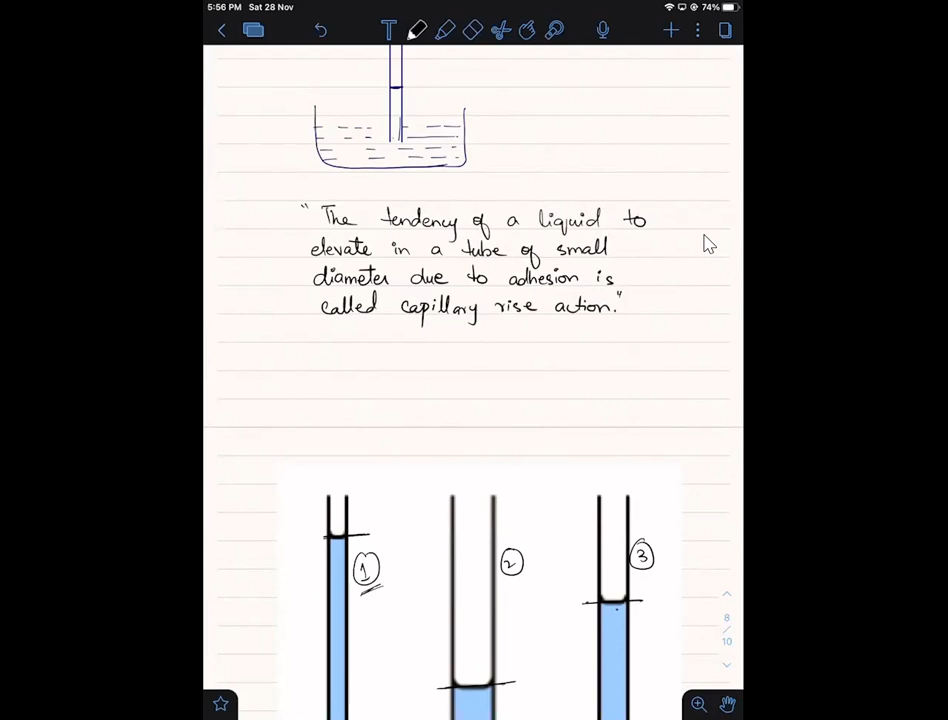 5:56 PM Sat 28 Nov 74%
T
" The tendency of a liquid to
elevate in a tube of small
diameter due to adhesion is
called capillary rise action."
1
2
3
8
/
10